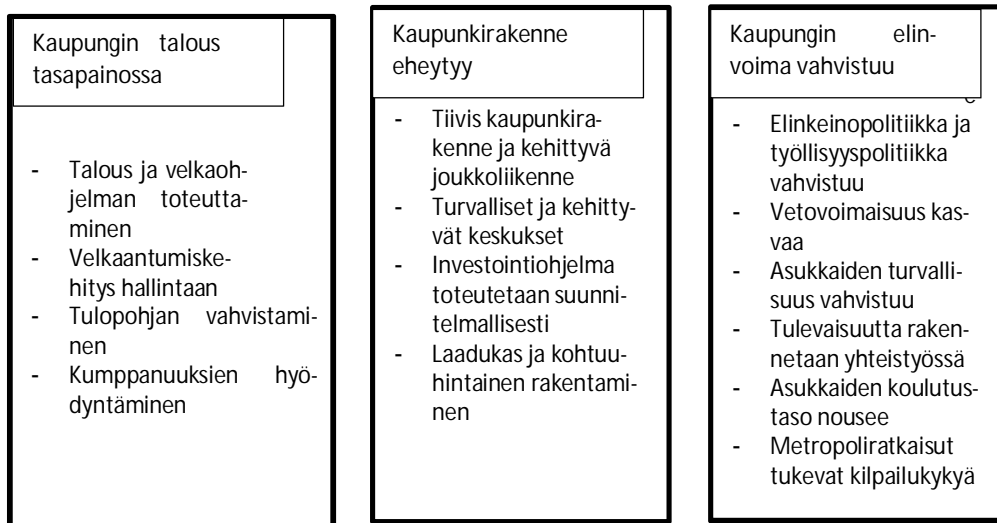 Kaupungin talous
tasapainossa
- Talous ja velkaoh-
jelman toteutta-
minen
- Velkaantumiske-
hitys hallintaan
- Tulopohjan vahvistami-
nen
- Kumppanuuksien hyö-
dyntäminen
Kaupunkirakenne
eheytyy
- Tiivis kaupunkira-
kenne ja kehittyvä
joukkoliikenne
- Turvalliset ja kehitty-
vät keskukset
- Investointiohjelma
toteutetaan suunni-
telmallisesti
- Laadukas ja kohtuu-
hintainen rakentami-
nen
Kaupungin elin-
voima vahvistuu
- Elinkeinopolitiikka ja
työllisyyspolitiikka
vahvistuu
- Vetovoimaisuus kas-
vaa
- Asukkaiden turvalli-
suus vahvistuu
- Tulevaisuutta raken-
netaan yhteistyössä
- Asukkaiden koulutus-
taso nousee
- Metropoliratkaisut
tukevat kilpailukykyä